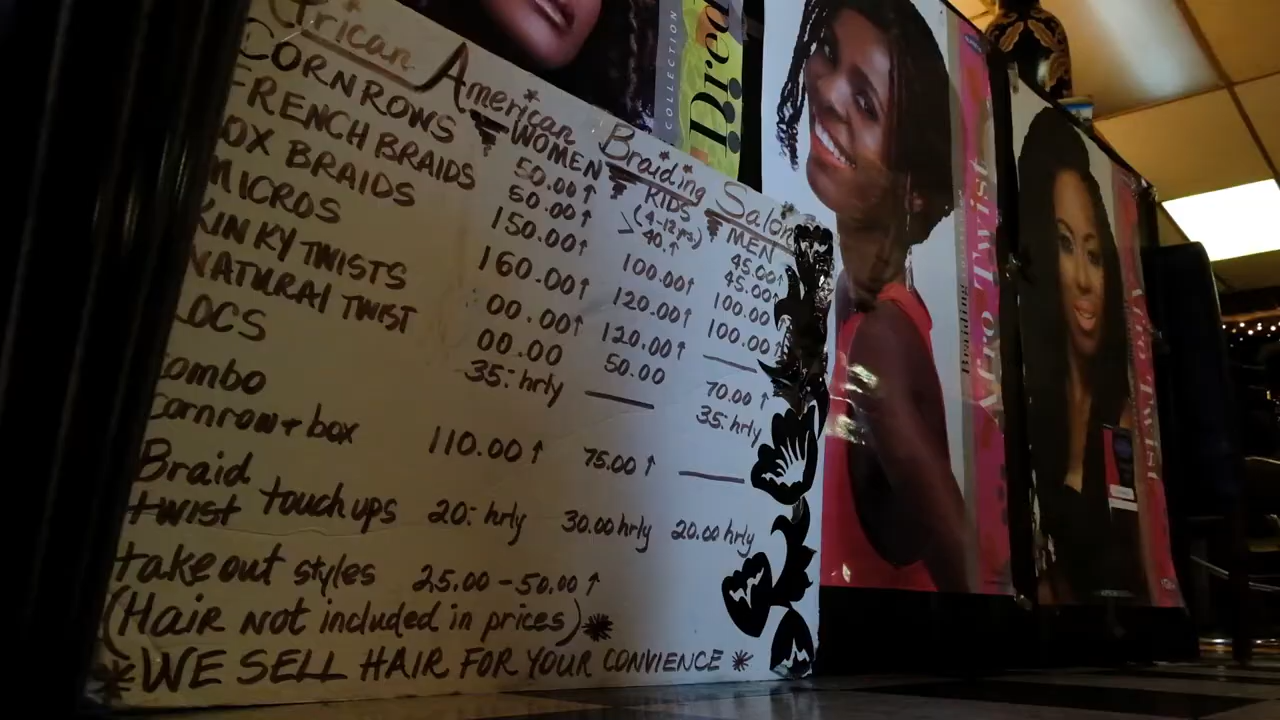 African American Braiding Salon
WOMEN KIDS (4-12yrs) MEN
CORNROWS 50.00↑ >40.↑ 45.00↑
FRENCH BRAIDS 50.00↑ 45.00↑
BOX BRAIDS 150.00↑ 100.00↑ 100.00
MICROS 160.00↑ 120.00↑ 100.00↑
KINKY TWISTS 00.00↑ 120.00↑ —
NATURAl TWIST 00.00 50.00 70.00↑
LOCS 35:hrly — 35:hrly
Combo
Cornrow + box 110.00↑ 75.00↑ —
Braid
twist touch ups 20:hrly 30.00 hrly 20.00 hrly
take out styles 25.00 - 50.00↑
(Hair not included in prices)*
*WE SELL HAIR FOR YOUR CONVIENCE *
COLLECTION
Afro Twist